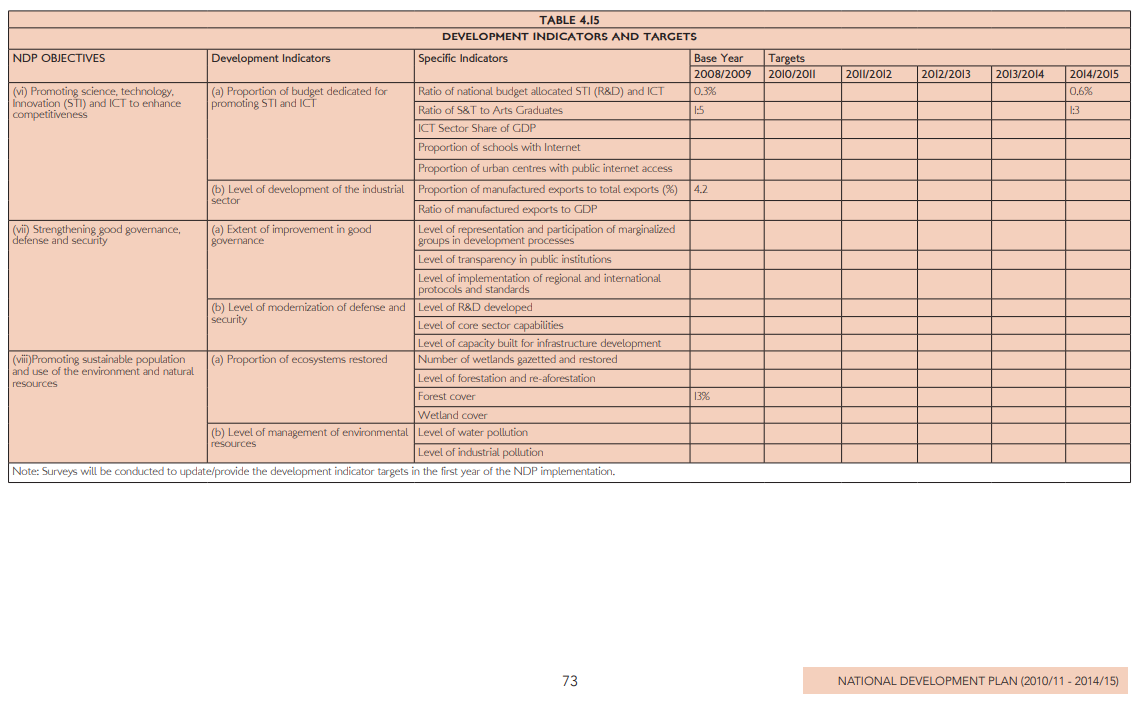 TABLE 4.15
DEVELOPMENT INDICATORS AND TARGETS
NDP OBJECTIVES Development Indicators Specific Indicators Base Year Targets
2008/2009 2010/2011 2011/2012 2012/2013 2013/2014 2014/2015
(vi) Promoting science, technology, Innovation (STI) and ICT to enhance competitiveness
(a) Proportion of budget dedicated for promoting STI and ICT
Ratio of national budget allocated STI (R&D) and ICT 0.3% 0.6%
Ratio of S&T to Arts Graduates 1:5 1:3
ICT Sector Share of GDP
Proportion of schools with Internet
Proportion of urban centres with public internet access
(b) Level of development of the industrial sector
Proportion of manufactured exports to total exports (%) 4.2
Ratio of manufactured exports to GDP
(vii) Strengthening good governance, defense and security
(a) Extent of improvement in good governance
Level of representation and participation of marginalized groups in development processes
Level of transparency in public institutions
Level of implementation of regional and international protocols and standards
(b) Level of modernization of defense and security
Level of R&D developed
Level of core sector capabilities
Level of capacity built for infrastructure development
(viii)Promoting sustainable population and use of the environment and natural resources
(a) Proportion of ecosystems restored
Number of wetlands gazetted and restored
Level of forestation and re-aforestation
Forest cover 13%
Wetland cover
(b) Level of management of environmental resources
Level of water pollution
Level of industrial pollution
Note: Surveys will be conducted to update/provide the development indicator targets in the first year of the NDP implementation.
73
NATIONAL DEVELOPMENT PLAN (2010/11 - 2014/15)